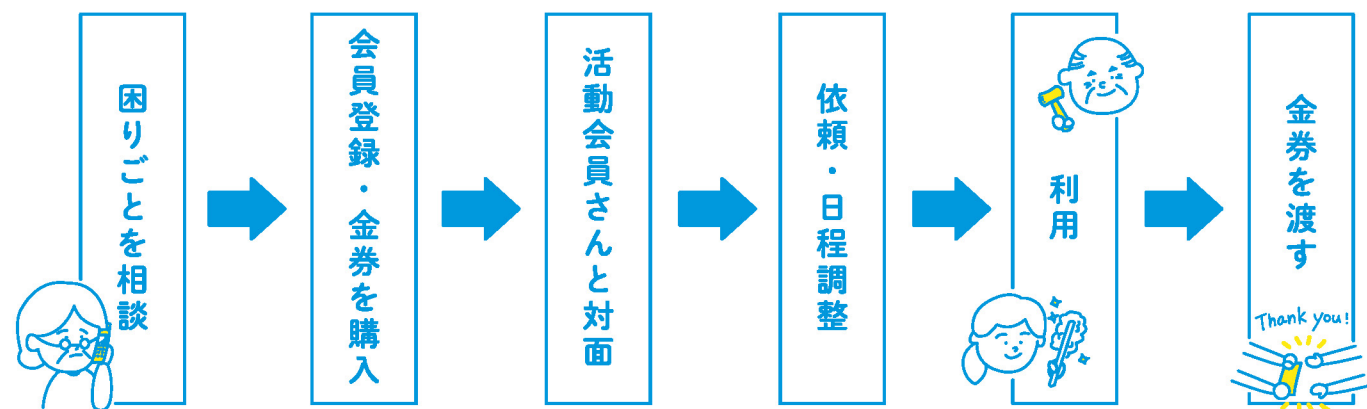 困りごとを相談
会員登録・金券を購入
活動会員さんと対面
依頼・日程調整
利用
金券を渡す
Thank you!